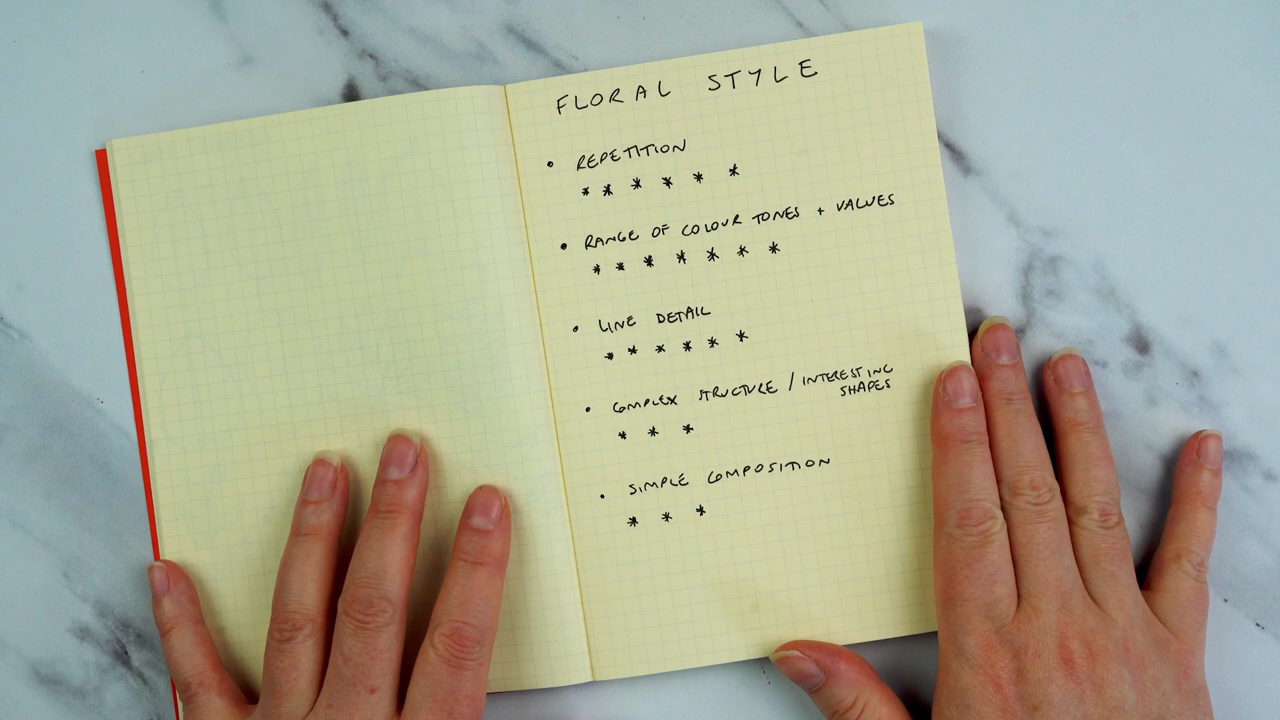 FLORAL STYLE
• REPETITION
* * * * * *
• RANGE OF COLOUR TONES + VALUES
* * * * * * *
• LINE DETAIL
* * * * * *
• COMPLEX STRUCTURE / INTERESTING
SHAPES
* * *
• SIMPLE COMPOSITION
* * *